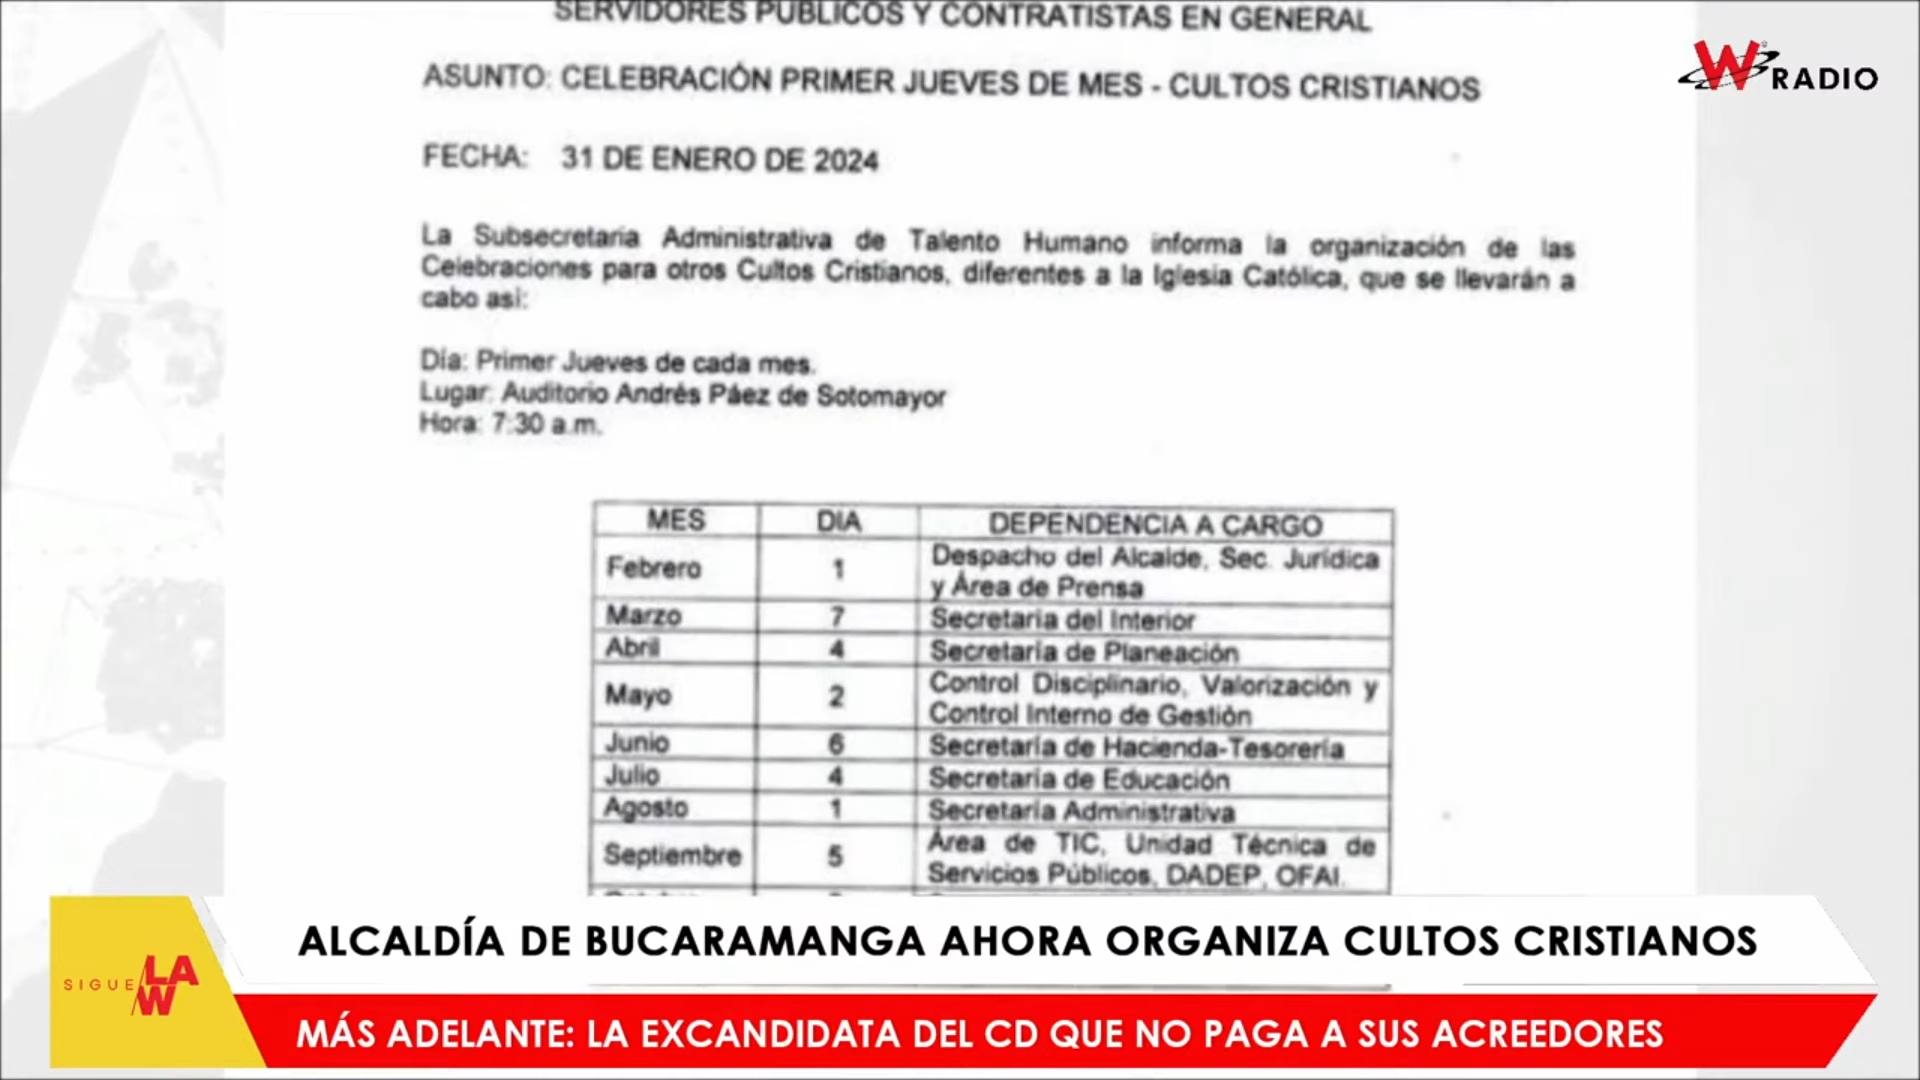 SERVIDORES PÚBLICOS Y CONTRATISTAS EN GENERAL
W RADIO
ASUNTO: CELEBRACIÓN PRIMER JUEVES DE MES - CULTOS CRISTIANOS
FECHA: 31 DE ENERO DE 2024
La Subsecretaria Administrativa de Talento Humano informa la organización de las
Celebraciones para otros Cultos Cristianos, diferentes a la Iglesia Católica, que se llevarán a
cabo así:
Día: Primer Jueves de cada mes.
Lugar: Auditorio Andrés Páez de Sotomayor
Hora: 7:30 a.m.
MES DIA DEPENDENCIA A CARGO
Febrero 1 Despacho del Alcalde, Sec. Jurídica
y Área de Prensa
Marzo 7 Secretaría del Interior
Abril 4 Secretaría de Planeación
Mayo 2 Control Disciplinario, Valorización y
Control Interno de Gestión
Junio 6 Secretaría de Hacienda-Tesorería
Julio 4 Secretaría de Educación
Agosto 1 Secretaría Administrativa
Septiembre 5 Área de TIC, Unidad Técnica de
Servicios Públicos, DADEP, OFAI.
ALCALDÍA DE BUCARAMANGA AHORA ORGANIZA CULTOS CRISTIANOS
SIGUE LA W
MÁS ADELANTE: LA EXCANDIDATA DEL CD QUE NO PAGA A SUS ACREEDORES